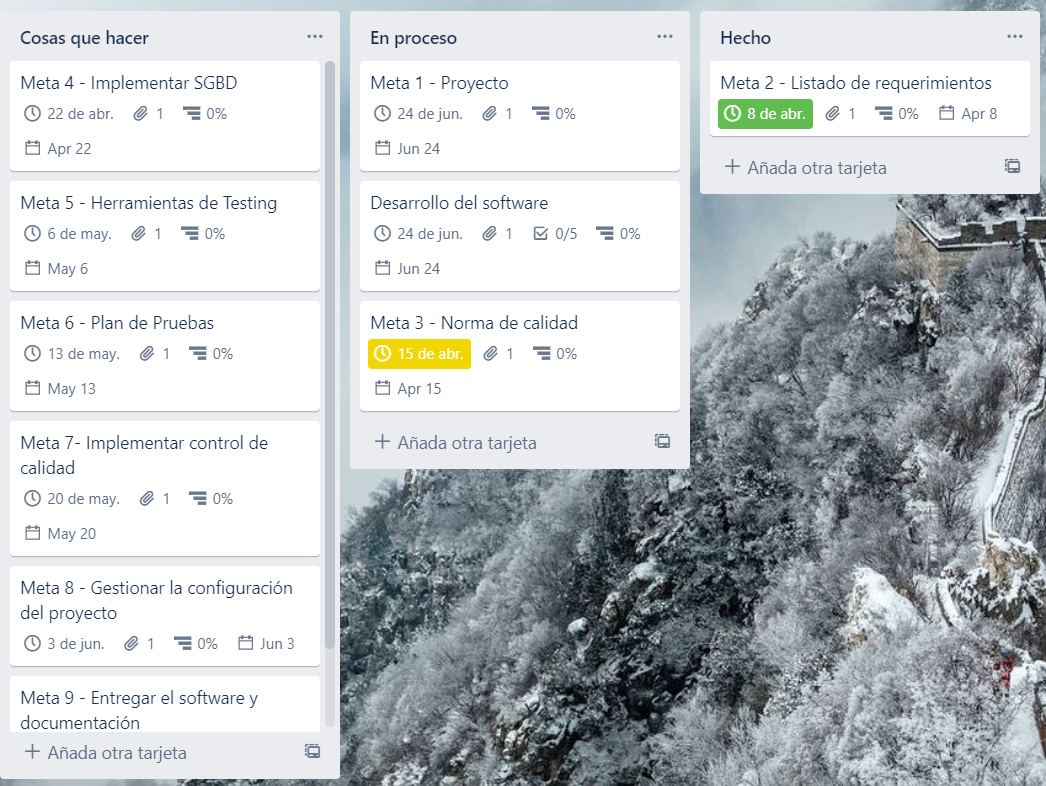 Cosas que hacer
Meta 4 - Implementar SGBD
22 de abr. 1 0%
Apr 22
Meta 5 - Herramientas de Testing
6 de may. 1 0%
May 6
Meta 6 - Plan de Pruebas
13 de may. 1 0%
May 13
Meta 7- Implementar control de
calidad
20 de may. 1 0%
May 20
Meta 8 - Gestionar la configuración
del proyecto
3 de jun. 1 0% Jun 3
Meta 9 - Entregar el software y
documentación
Añada otra tarjeta
En proceso
Meta 1 - Proyecto
24 de jun. 1 0%
Jun 24
Desarrollo del software
24 de jun. 1 0/5 0%
Jun 24
Meta 3 - Norma de calidad
15 de abr. 1 0%
Apr 15
Añada otra tarjeta
Hecho
Meta 2 - Listado de requerimientos
8 de abr. 1 0% Apr 8
Añada otra tarjeta